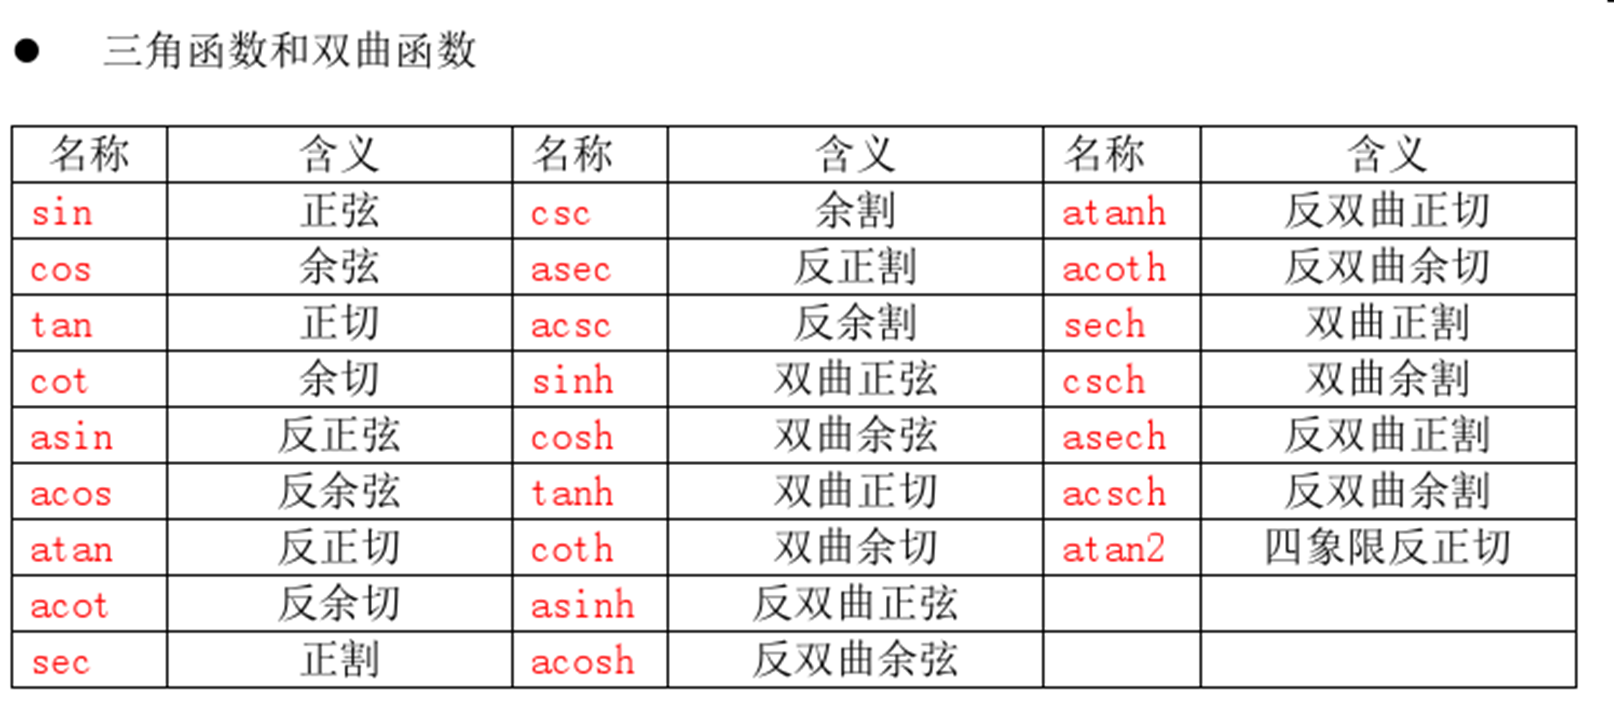 ● 三角函数和双曲函数
名称 含义 名称 含义 名称 含义
sin 正弦 csc 余割 atanh 反双曲正切
cos 余弦 asec 反正割 acoth 反双曲余切
tan 正切 acsc 反余割 sech 双曲正割
cot 余切 sinh 双曲正弦 csch 双曲余割
asin 反正弦 cosh 双曲余弦 asech 反双曲正割
acos 反余弦 tanh 双曲正切 acsch 反双曲余割
atan 反正切 coth 双曲余切 atan2 四象限反正切
acot 反余切 asinh 反双曲正弦
sec 正割 acosh 反双曲余弦